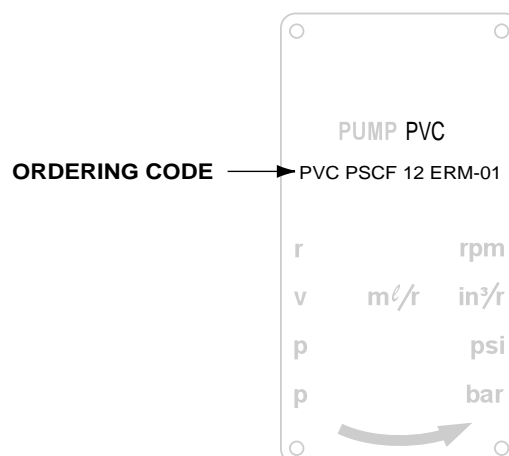 PUMP PVC
ORDERING CODE PVC PSCF 12 ERM-01
r rpm
v mℓ/r in³/r
p psi
p bar